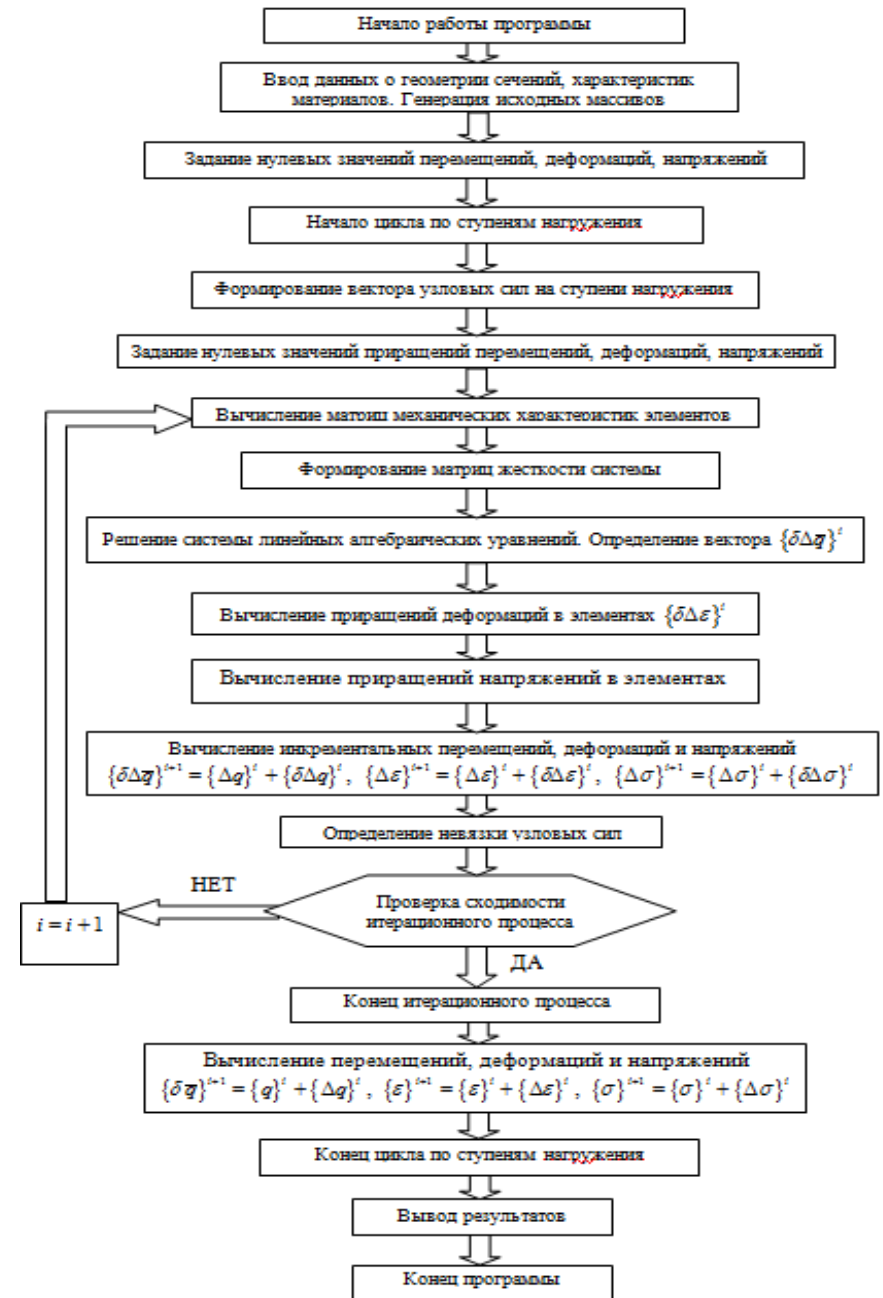 Начало работы программы
Ввод данных о геометрии сечений, характеристик
материалов. Генерация исходных массивов
Задание нулевых значений перемещений, деформаций, напряжений
Начало цикла по ступеням нагружения
Формирование вектора узловых сил на ступени нагружения
Задание нулевых значений приращений перемещений, деформаций, напряжений
Вычисление матриц механических характеристик элементов
Формирование матриц жесткости системы
Решение системы линейных алгебраических уравнений. Определение вектора {δΔq̅}^i
Вычисление приращений деформаций в элементах {δΔε}^i
Вычисление приращений напряжений в элементах
Вычисление инкрементальных перемещений, деформаций и напряжений
{δΔq̅}^{i+1} = {Δq}^i + {δΔq}^i, {Δε}^{i+1} = {Δε}^i + {δΔε}^i, {Δσ}^{i+1} = {Δσ}^i + {δΔσ}^i
Определение невязки узловых сил
НЕТ
Проверка сходимости
итерационного процесса
i = i + 1
ДА
Конец итерационного процесса
Вычисление перемещений, деформаций и напряжений
{δq̅}^{i+1} = {q}^i + {Δq}^i, {ε}^{i+1} = {ε}^i + {Δε}^i, {σ}^{i+1} = {σ}^i + {Δσ}^i
Конец цикла по ступеням нагружения
Вывод результатов
Конец программы